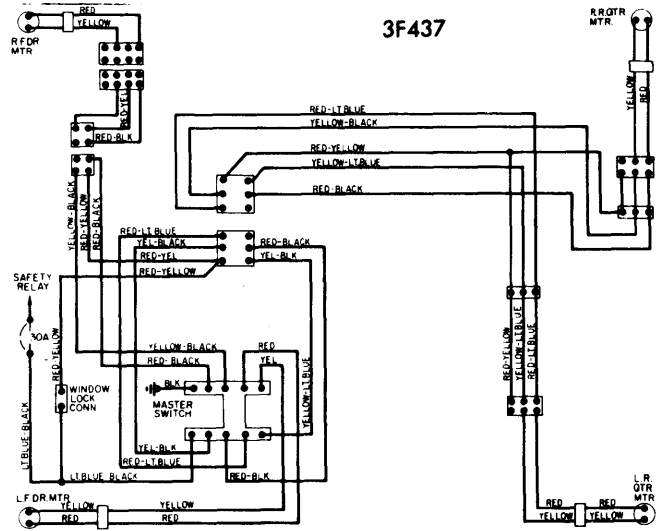 RED
YELLOW
3F437
R.R.QTR
MTR.
R.F.DR
MTR
RED-YEL
RED-BLK
YELLOW
RED
RED-LT.BLUE
YELLOW-BLACK
RED-YELLOW
YELLOW-LT.BLUE
RED-BLACK
YELLOW-BLACK
RED-YELLOW
RED-BLACK
RED-LT.BLUE
YEL-BLACK
RED-YEL
RED-YELLOW
RED-BLACK
YEL-BLK
SAFETY
RELAY
30A
RED-YELLOW
YELLOW-BLACK
RED
RED-BLACK
YEL
YELLOW-LT.BLUE
RED-YELLOW
YELLOW-LT.BLUE
RED-LT.BLUE
WINDOW
LOCK
CONN
BLK
MASTER
SWITCH
LT.BLUE-BLACK
YEL-BLK
RED-LT.BLUE
LT.BLUE BLACK
RED-BLK
L.F.DR.MTR
YELLOW
YELLOW
RED
RED
L.R.
QTR
MTR
RED
RED
YELLOW
YELLOW